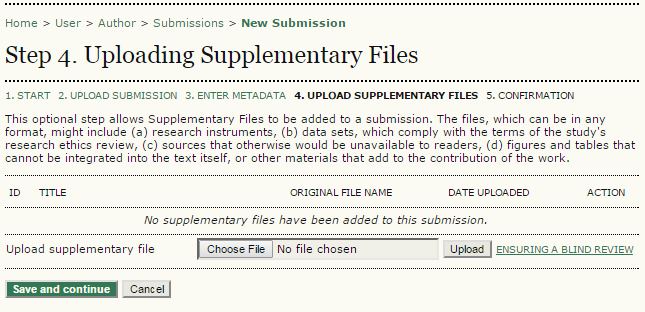 Home > User > Author > Submissions > New Submission
Step 4. Uploading Supplementary Files
1. START 2. UPLOAD SUBMISSION 3. ENTER METADATA 4. UPLOAD SUPPLEMENTARY FILES 5. CONFIRMATION
This optional step allows Supplementary Files to be added to a submission. The files, which can be in any
format, might include (a) research instruments, (b) data sets, which comply with the terms of the study's
research ethics review, (c) sources that otherwise would be unavailable to readers, (d) figures and tables that
cannot be integrated into the text itself, or other materials that add to the contribution of the work.
ID TITLE ORIGINAL FILE NAME DATE UPLOADED ACTION
No supplementary files have been added to this submission.
Upload supplementary file Choose File No file chosen Upload ENSURING A BLIND REVIEW
Save and continue Cancel